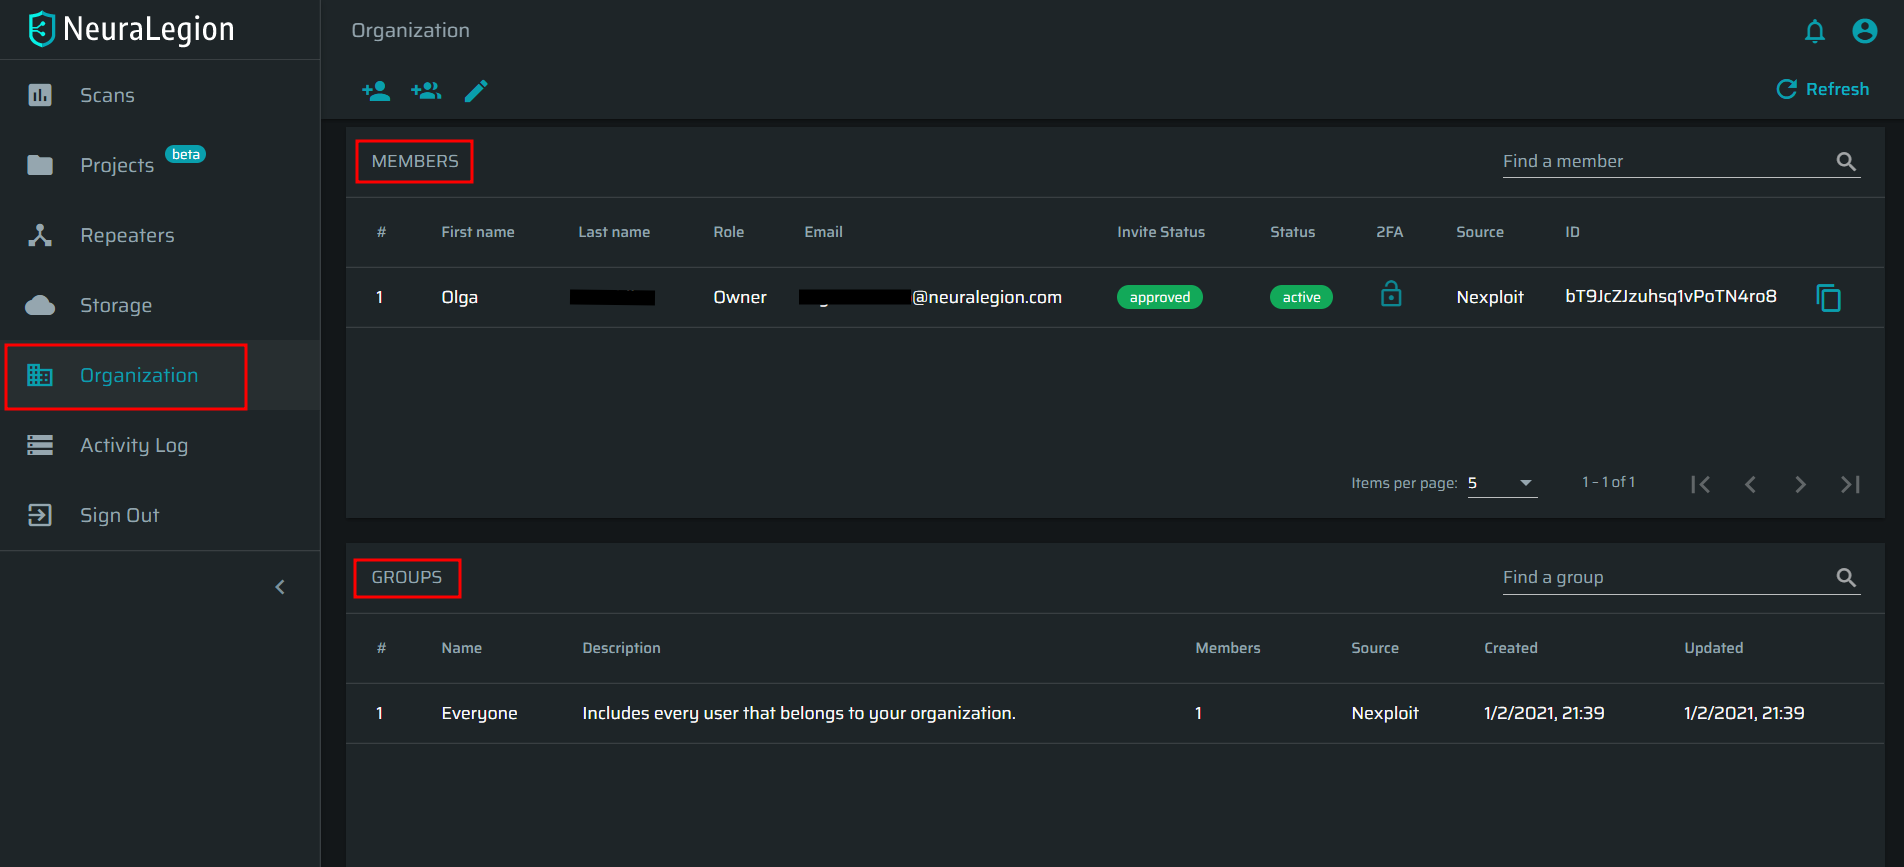 NeuraLegion
Scans
Projects beta
Repeaters
Storage
Organization
Activity Log
Sign Out
Organization
Refresh
MEMBERS
Find a member
# First name Last name Role Email Invite Status Status 2FA Source ID
1 Olga Owner @neuralegion.com approved active Nexploit bT9JcZJzuhsq1vPoTN4ro8
Items per page: 5 1 – 1 of 1
GROUPS
Find a group
# Name Description Members Source Created Updated
1 Everyone Includes every user that belongs to your organization. 1 Nexploit 1/2/2021, 21:39 1/2/2021, 21:39